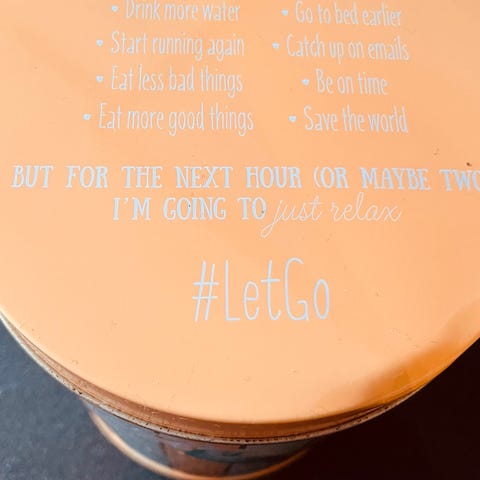 • Drink more water • Go to bed earlier
• Start running again • Catch up on emails
• Eat less bad things • Be on time
• Eat more good things • Save the world
BUT FOR THE NEXT HOUR (OR MAYBE TWO
I'M GOING TO just relax
#LetGo